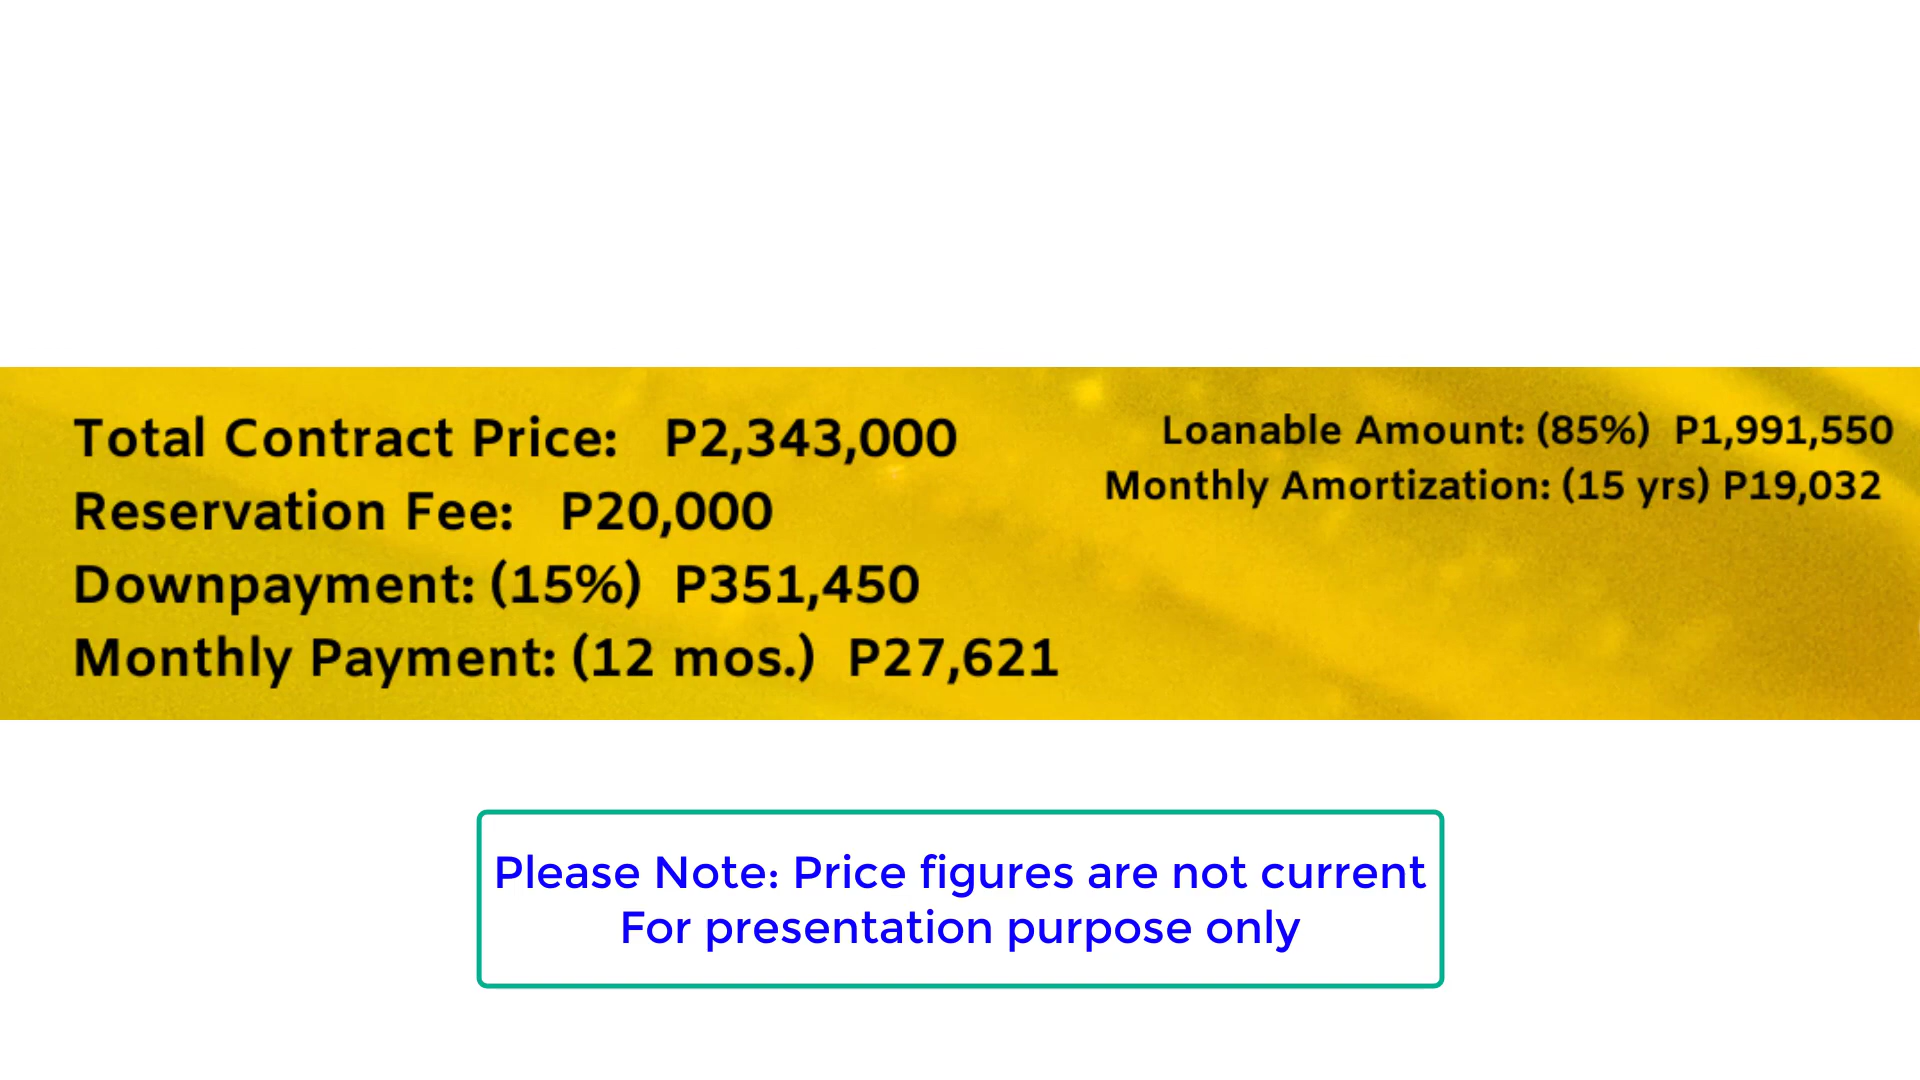 Total Contract Price: P2,343,000
Reservation Fee: P20,000
Downpayment: (15%) P351,450
Monthly Payment: (12 mos.) P27,621
Loanable Amount: (85%) P1,991,550
Monthly Amortization: (15 yrs) P19,032
Please Note: Price figures are not current
For presentation purpose only